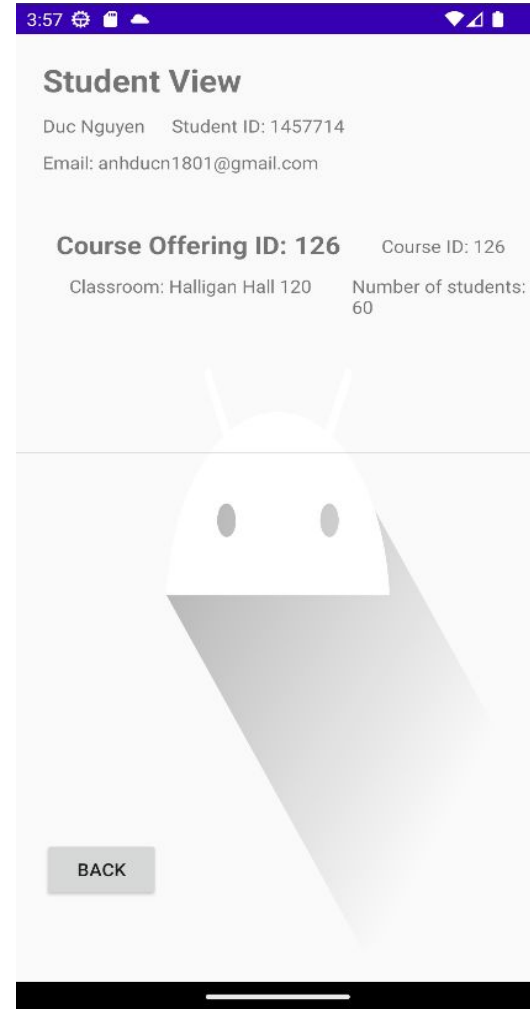 3:57
Student View
Duc Nguyen Student ID: 1457714
Email: anhducn1801@gmail.com
Course Offering ID: 126 Course ID: 126
Classroom: Halligan Hall 120 Number of students:
60
BACK